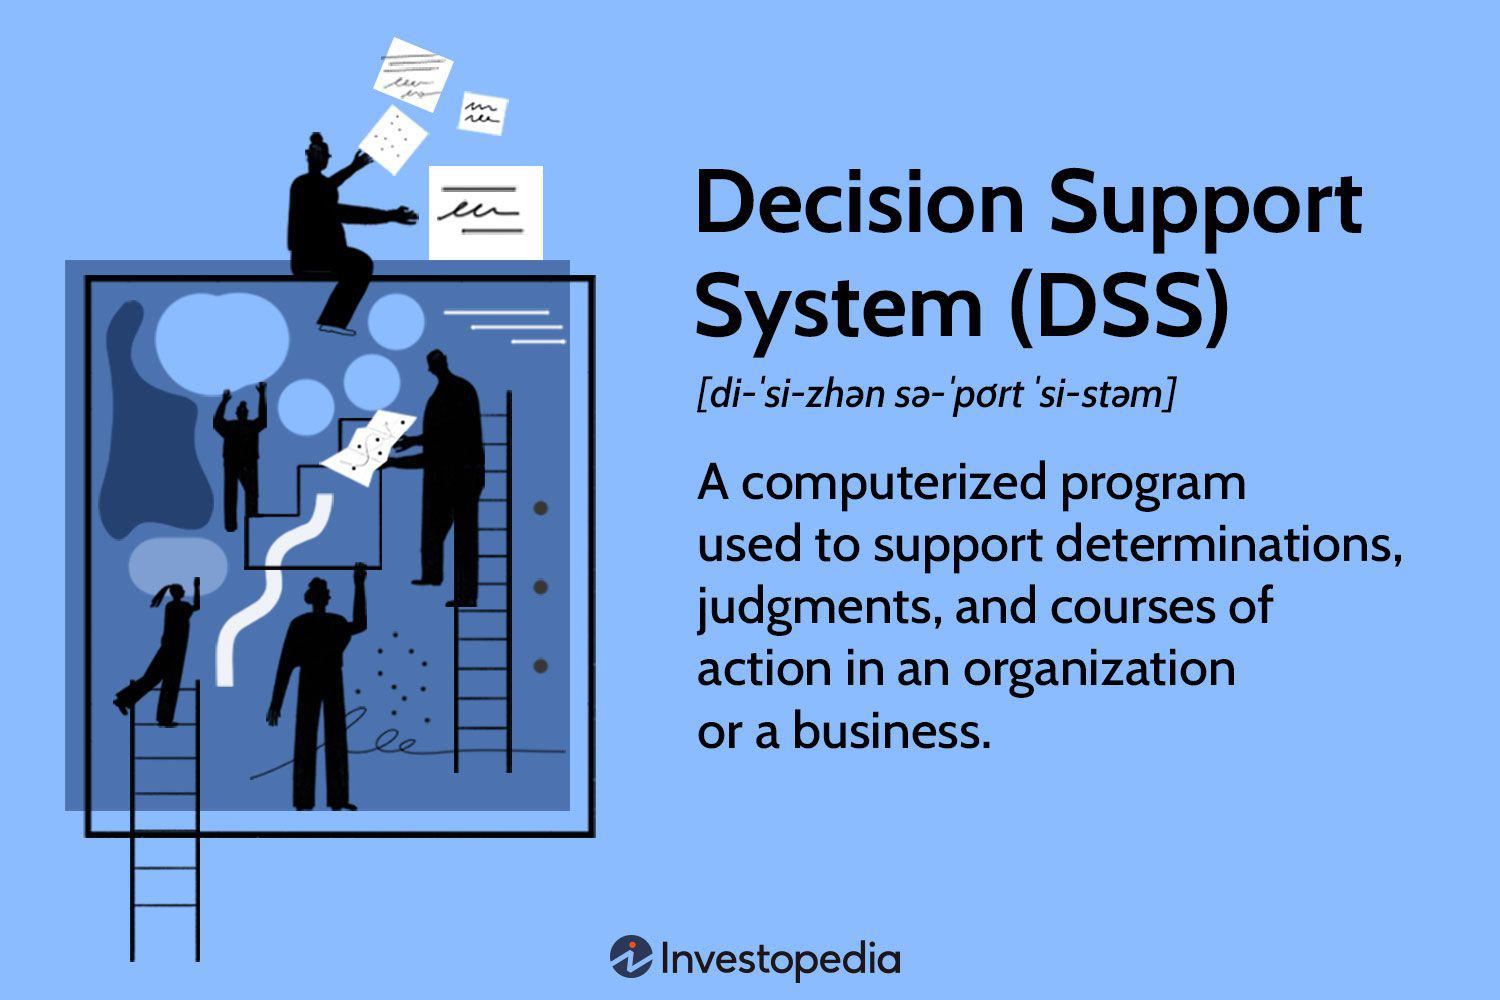 Decision Support
System (DSS)
[di-ˈsi-zhən sə-ˈpȯrt ˈsi-stəm]
A computerized program
used to support determinations,
judgments, and courses of
action in an organization
or a business.
Investopedia